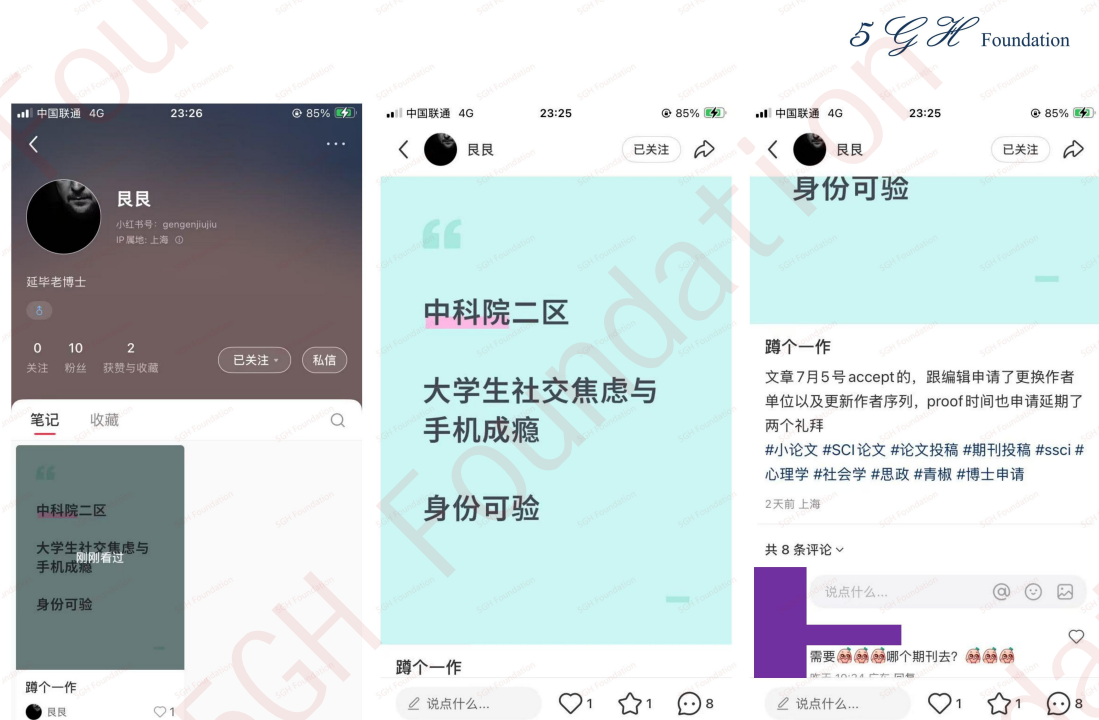 5 GH Foundation
中国联通 4G 23:26 85%
艮艮
小红书号：gengenjiujiu
IP属地：上海
延毕老博士
0 关注
10 粉丝
2 获赞与收藏
已关注
私信
笔记 收藏
中科院二区
大学生社交焦虑与
手机成瘾
刚刚看过
身份可验
蹲个一作
艮艮 1
中国联通 4G 23:25 85%
艮艮 已关注
中科院二区
大学生社交焦虑与
手机成瘾
身份可验
蹲个一作
说点什么... 1 1 8
中国联通 4G 23:25 85%
艮艮 已关注
身份可验
蹲个一作
文章7月5号accept的，跟编辑申请了更换作者
单位以及更新作者序列，proof时间也申请延期了
两个礼拜
#小论文 #SCI论文 #论文投稿 #期刊投稿 #ssci #
心理学 #社会学 #思政 #青椒 #博士申请
2天前 上海
共 8 条评论
说点什么...
需要哪个期刊去？
昨天 10:24 广东 回复
说点什么... 1 1 8
5GH Foundation